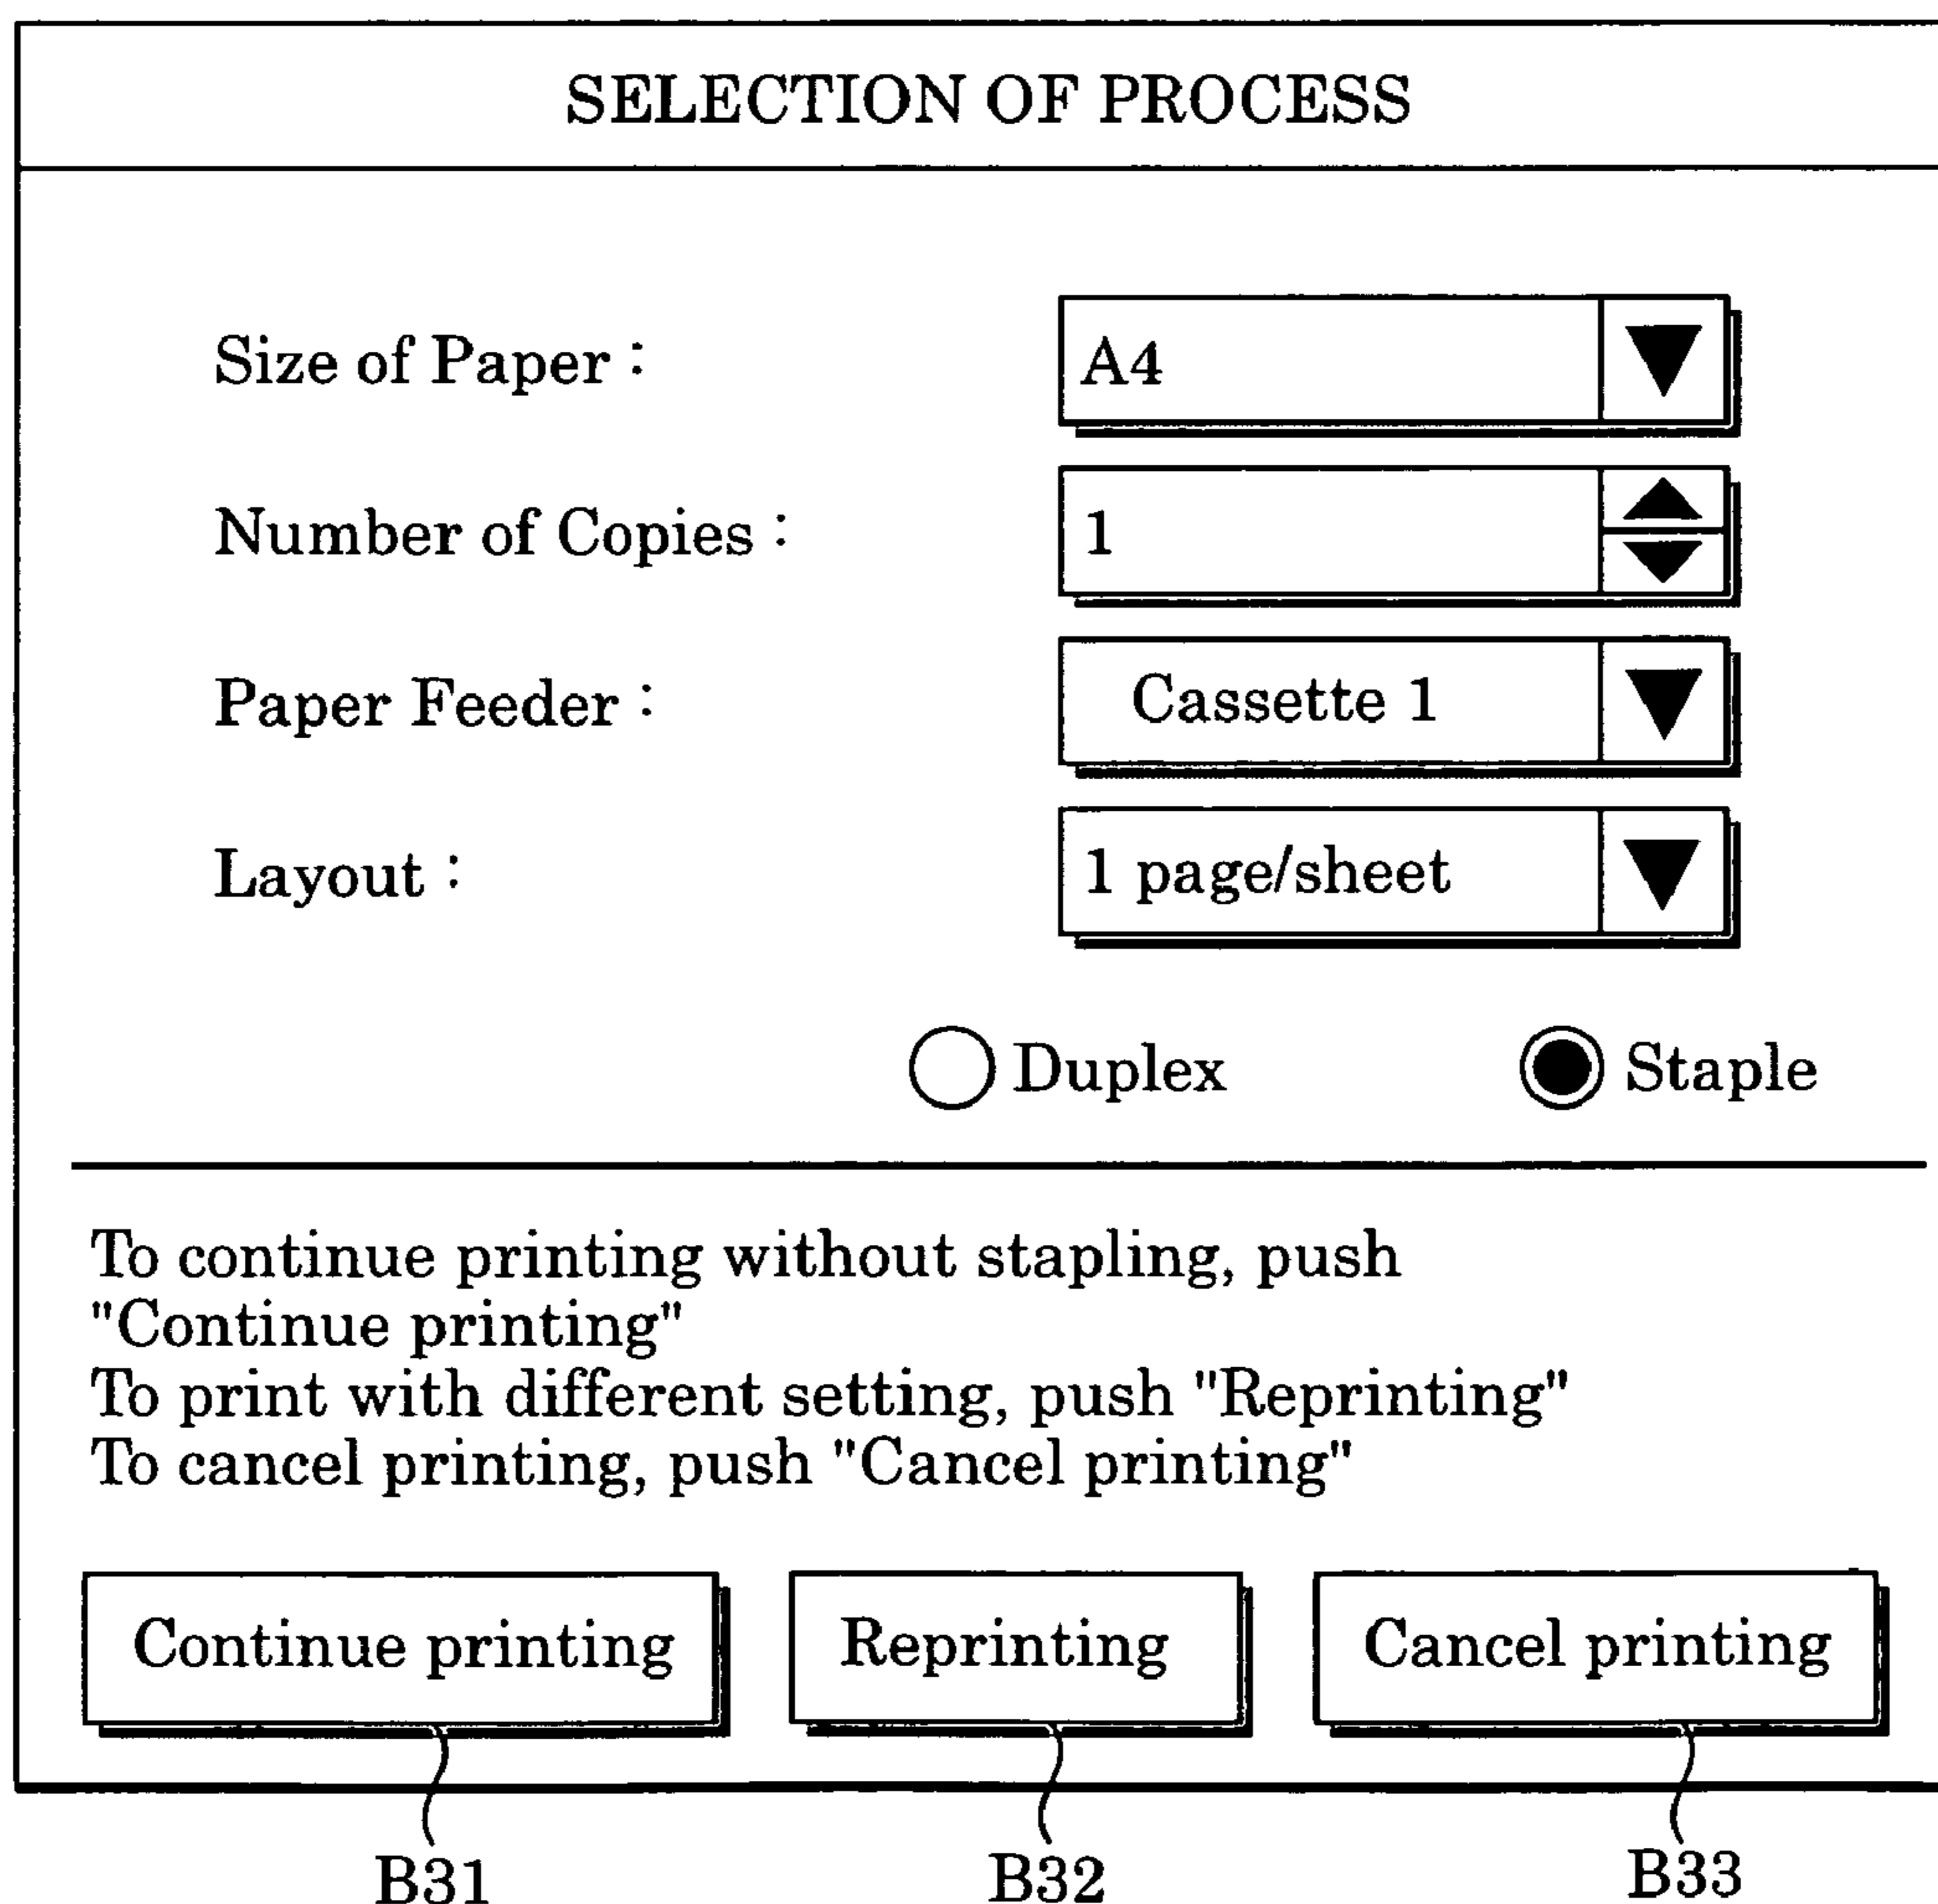 SELECTION OF PROCESS
Size of Paper : A4
Number of Copies : 1
Paper Feeder : Cassette 1
Layout : 1 page/sheet
Duplex Staple
To continue printing without stapling, push
"Continue printing"
To print with different setting, push "Reprinting"
To cancel printing, push "Cancel printing"
Continue printing Reprinting Cancel printing
B31 B32 B33